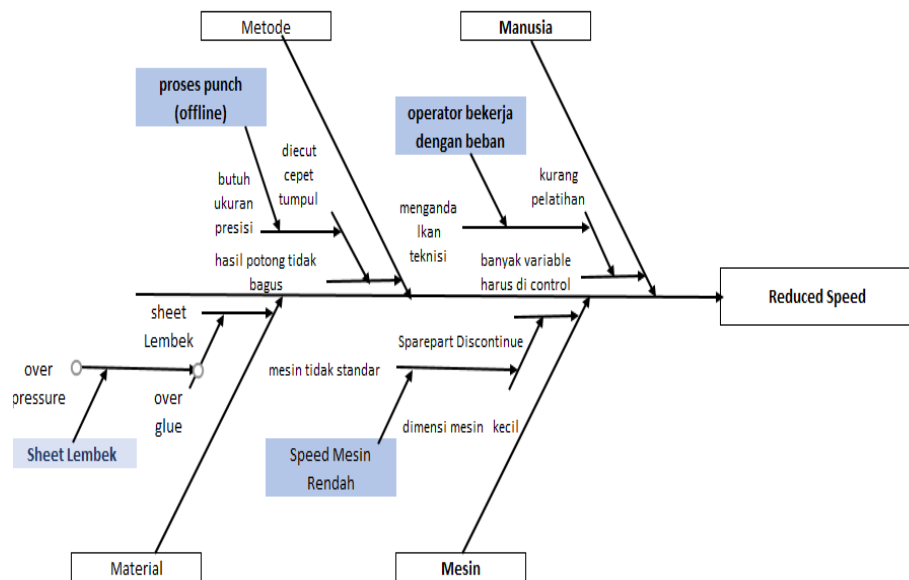 Metode
Manusia
proses punch
(offline)
operator bekerja
dengan beban
diecut
cepet
tumpul
butuh
ukuran
presisi
kurang
pelatihan
menganda
lkan
teknisi
hasil potong tidak
bagus
banyak variable
harus di control
Reduced Speed
sheet
Lembek
Sparepart Discontinue
over
pressure
mesin tidak standar
over
glue
dimensi mesin kecil
Sheet Lembek
Speed Mesin
Rendah
Material
Mesin